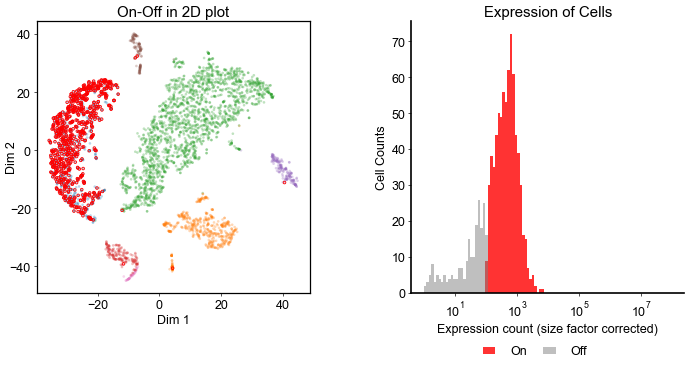 On-Off in 2D plot
40
20
0
−20
−40
Dim 2
−20
0
20
40
Dim 1
Expression of Cells
70
60
50
40
30
20
10
0
Cell Counts
10^1
10^3
10^5
10^7
Expression count (size factor corrected)
On
Off